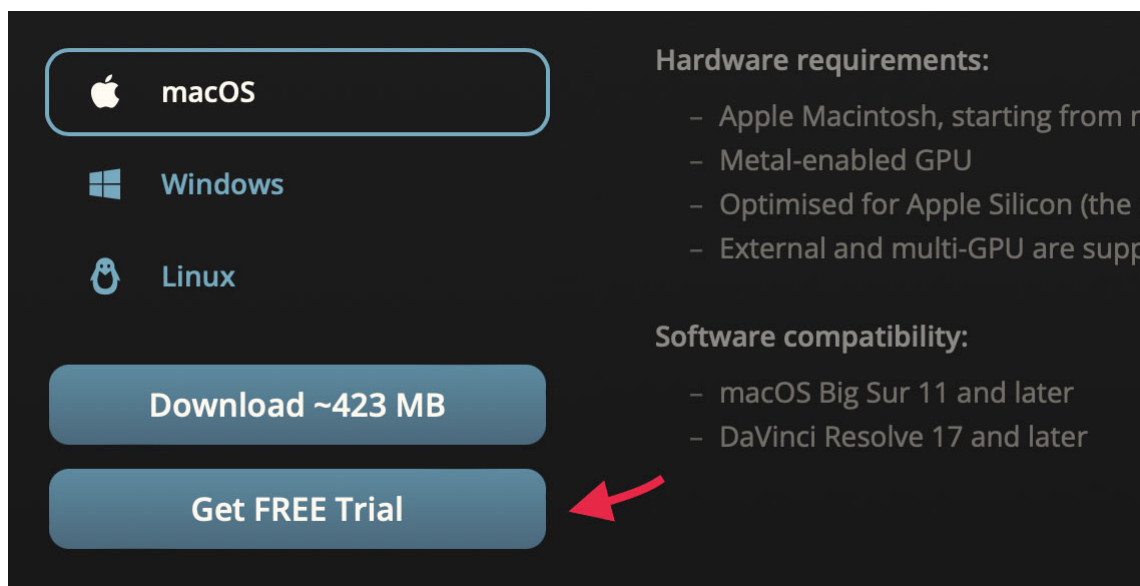 macOS
Windows
Linux
Download ~423 MB
Get FREE Trial
Hardware requirements:
– Apple Macintosh, starting from
– Metal-enabled GPU
– Optimised for Apple Silicon (the
– External and multi-GPU are
Software compatibility:
– macOS Big Sur 11 and later
– DaVinci Resolve 17 and later